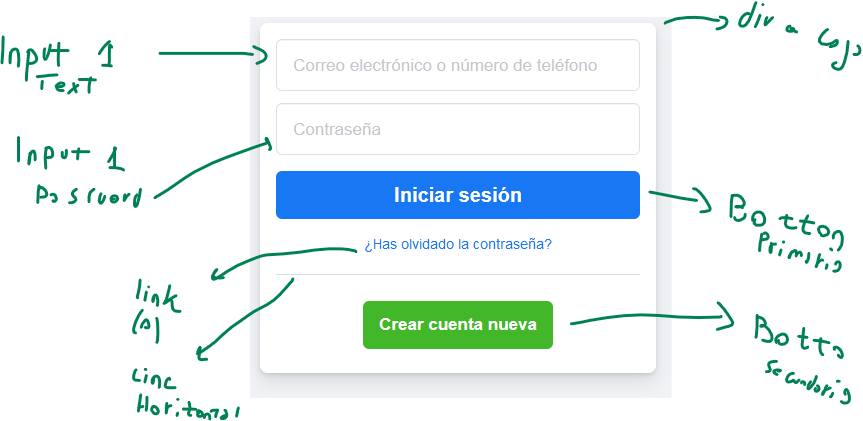 div a caja
Input 1
Text
Correo electrónico o número de teléfono
Contraseña
Input 1
Password
Iniciar sesión
Botton
Primario
¿Has olvidado la contraseña?
link
(a)
Crear cuenta nueva
Botto
Secundario
Line
Horitontal